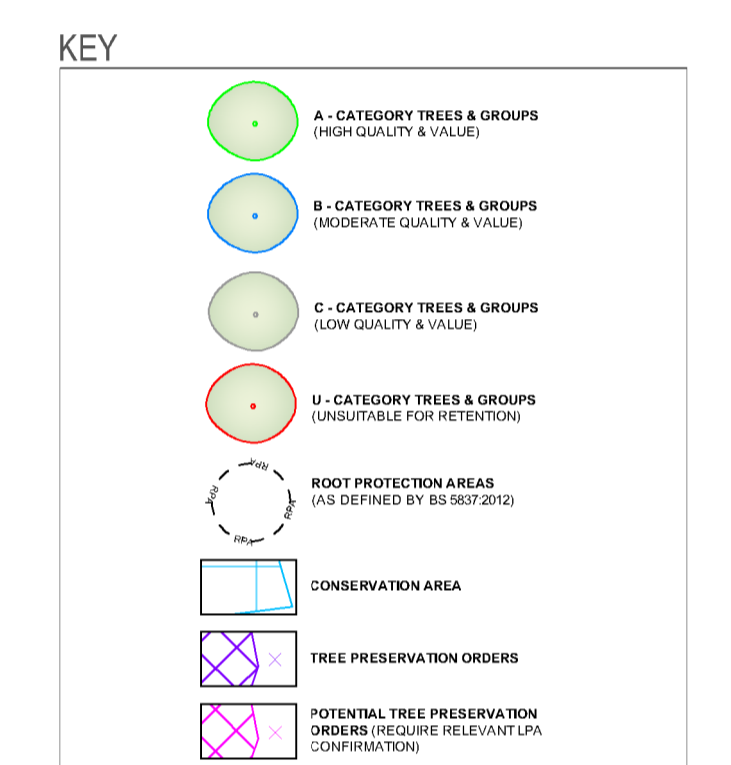 KEY
A - CATEGORY TREES & GROUPS
(HIGH QUALITY & VALUE)
B - CATEGORY TREES & GROUPS
(MODERATE QUALITY & VALUE)
C - CATEGORY TREES & GROUPS
(LOW QUALITY & VALUE)
U - CATEGORY TREES & GROUPS
(UNSUITABLE FOR RETENTION)
RPA
RPA
RPA
RPA
ROOT PROTECTION AREAS
(AS DEFINED BY BS 5837:2012)
CONSERVATION AREA
TREE PRESERVATION ORDERS
POTENTIAL TREE PRESERVATION
ORDERS (REQUIRE RELEVANT LPA
CONFIRMATION)